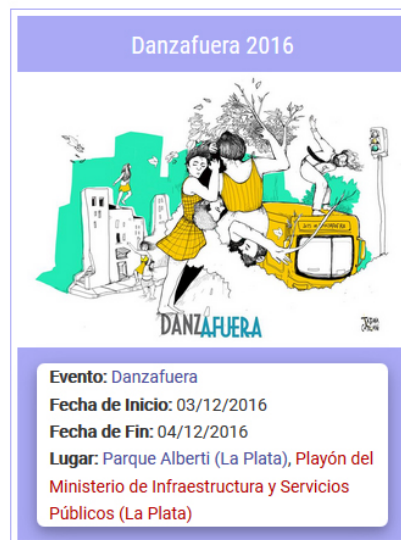 Danzafuera 2016
DANZAFUERA
Evento: Danzafuera
Fecha de Inicio: 03/12/2016
Fecha de Fin: 04/12/2016
Lugar: Parque Alberti (La Plata), Playón del
Ministerio de Infraestructura y Servicios
Públicos (La Plata)